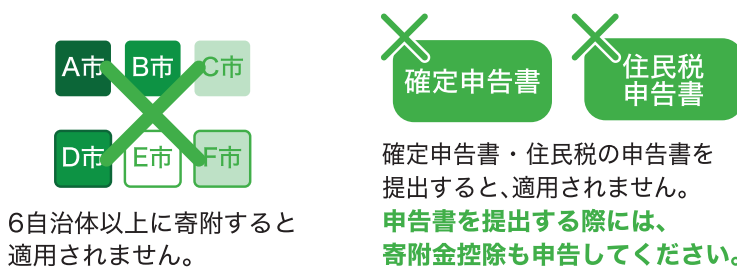 A市 B市 C市
D市 E市 F市
6自治体以上に寄附すると
適用されません。
確定申告書
住民税
申告書
確定申告書・住民税の申告書を
提出すると、適用されません。
申告書を提出する際には、
寄附金控除も申告してください。